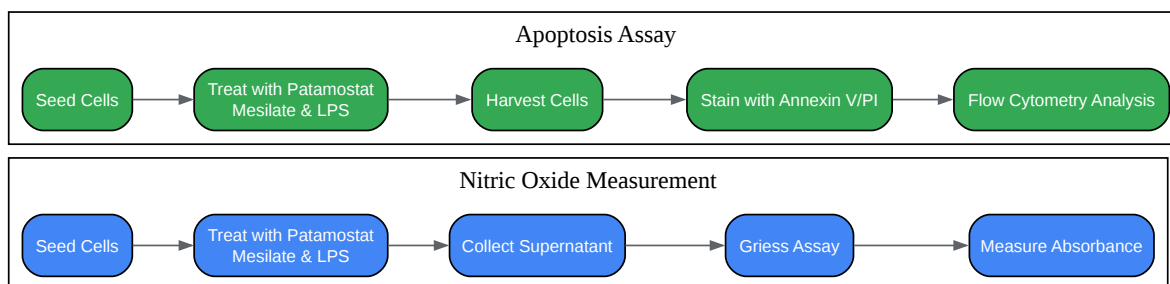 Apoptosis Assay
Seed Cells
Treat with Patamostat
Mesilate & LPS
Harvest Cells
Stain with Annexin V/PI
Flow Cytometry Analysis
Nitric Oxide Measurement
Seed Cells
Treat with Patamostat
Mesilate & LPS
Collect Supernatant
Griess Assay
Measure Absorbance